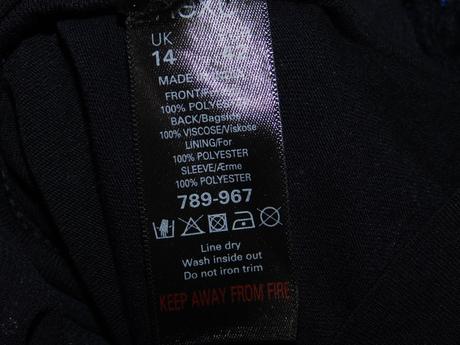 UK
14 42
MADE IN
FRONT/
100% POLYESTER
BACK/Bagside
100% VISCOSE/Viskose
LINING/For
100% POLYESTER
SLEEVE/Ærme
100% POLYESTER
789-967
Line dry
Wash inside out
Do not iron trim
KEEP AWAY FROM FIRE